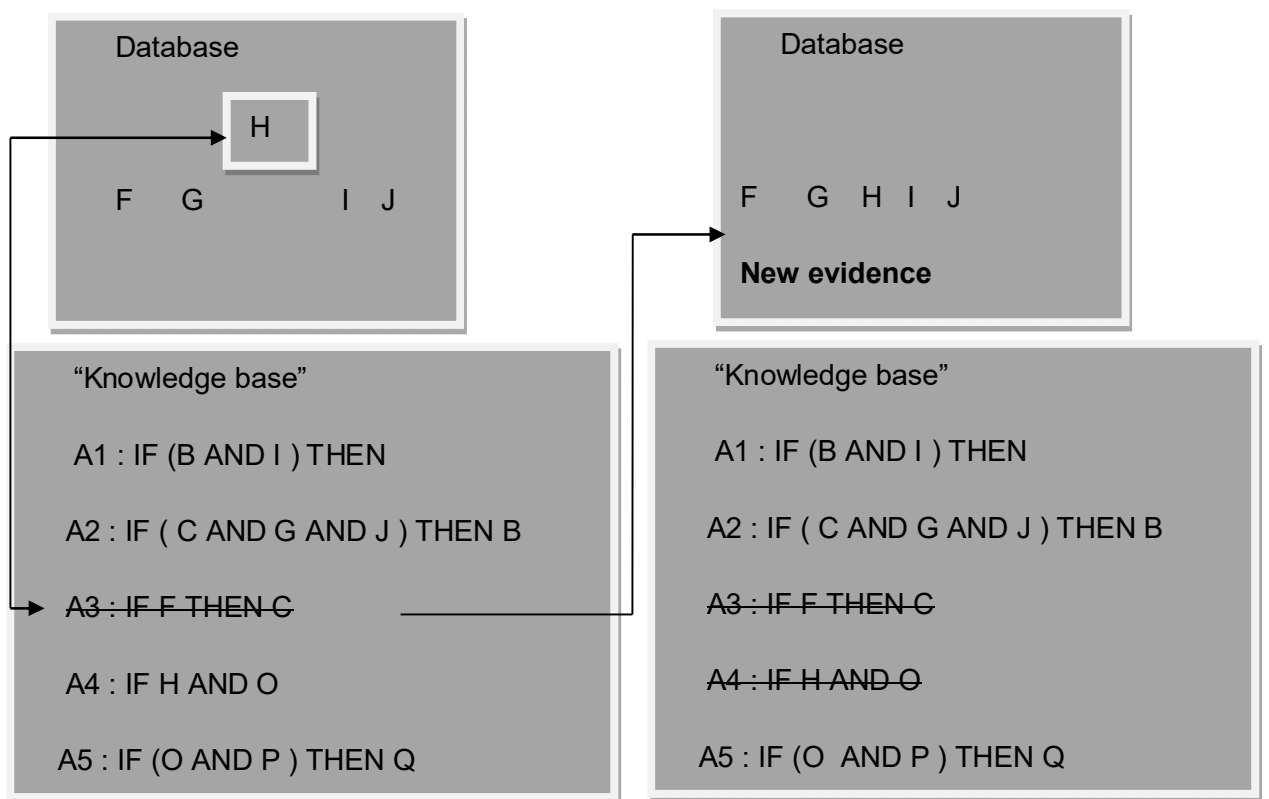 Database
H
F G I J
“Knowledge base”
A1 : IF (B AND I ) THEN
A2 : IF ( C AND G AND J ) THEN B
A3 : IF F THEN C
A4 : IF H AND O
A5 : IF (O AND P ) THEN Q
Database
F G H I J
New evidence
“Knowledge base”
A1 : IF (B AND I ) THEN
A2 : IF ( C AND G AND J ) THEN B
A3 : IF F THEN C
A4 : IF H AND O
A5 : IF (O AND P ) THEN Q